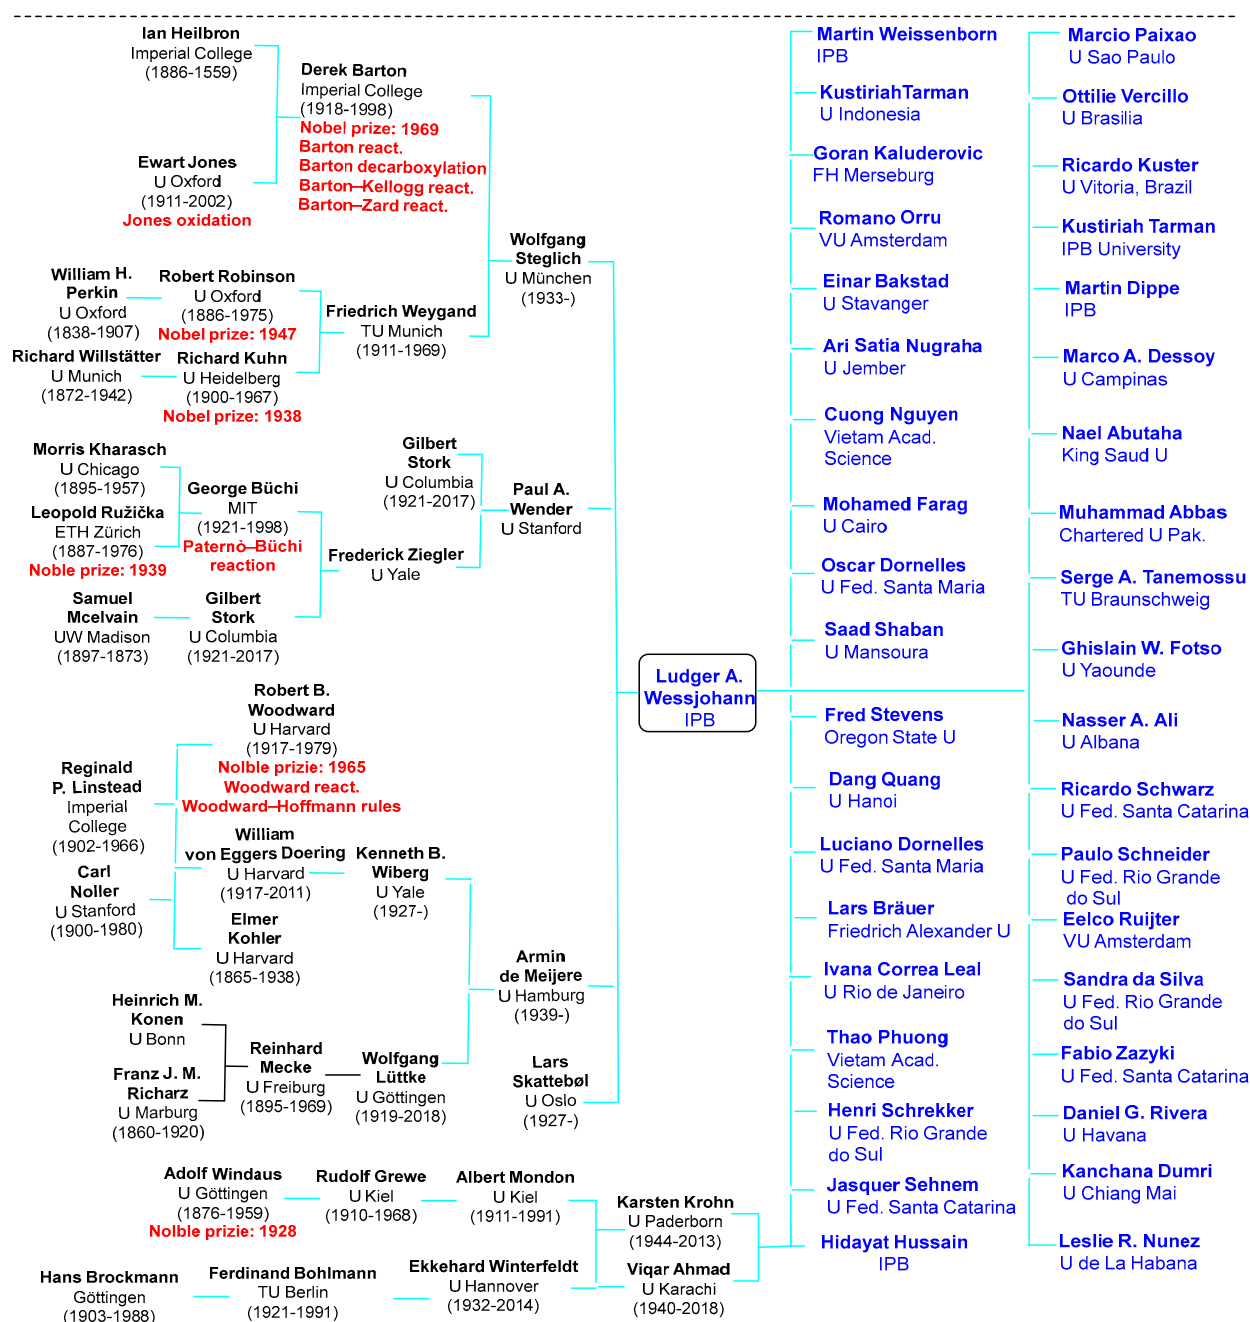 Ian Heilbron
Imperial College
(1886-1559)
Derek Barton
Imperial College
(1918-1998)
Nobel prize: 1969
Barton react.
Barton decarboxylation
Barton–Kellogg react.
Barton–Zard react.
Ewart Jones
U Oxford
(1911-2002)
Jones oxidation
Wolfgang
Steglich
U München
(1933-)
William H.
Perkin
U Oxford
(1838-1907)
Robert Robinson
U Oxford
(1886-1975)
Nobel prize: 1947
Friedrich Weygand
TU Munich
(1911-1969)
Richard Willstätter
U Munich
(1872-1942)
Richard Kuhn
U Heidelberg
(1900-1967)
Nobel prize: 1938
Morris Kharasch
U Chicago
(1895-1957)
Leopold Ružička
ETH Zürich
(1887-1976)
Noble prize: 1939
George Büchi
MIT
(1921-1998)
Paternò–Büchi
reaction
Gilbert
Stork
U Columbia
(1921-2017)
Paul A.
Wender
U Stanford
Frederick Ziegler
U Yale
Samuel
Mcelvain
UW Madison
(1897-1873)
Gilbert
Stork
U Columbia
(1921-2017)
Robert B.
Woodward
U Harvard
(1917-1979)
Nolble prizie: 1965
Woodward react.
Woodward–Hoffmann rules
Reginald
P. Linstead
Imperial
College
(1902-1966)
William
von Eggers Doering
U Harvard
(1917-2011)
Kenneth B.
Wiberg
U Yale
(1927-)
Carl
Noller
U Stanford
(1900-1980)
Elmer
Kohler
U Harvard
(1865-1938)
Armin
de Meijere
U Hamburg
(1939-)
Heinrich M.
Konen
U Bonn
Franz J. M.
Richarz
U Marburg
(1860-1920)
Reinhard
Mecke
U Freiburg
(1895-1969)
Wolfgang
Lüttke
U Göttingen
(1919-2018)
Lars
Skattebøl
U Oslo
(1927-)
Adolf Windaus
U Göttingen
(1876-1959)
Nolble prizie: 1928
Rudolf Grewe
U Kiel
(1910-1968)
Albert Mondon
U Kiel
(1911-1991)
Karsten Krohn
U Paderborn
(1944-2013)
Hans Brockmann
Göttingen
(1903-1988)
Ferdinand Bohlmann
TU Berlin
(1921-1991)
Ekkehard Winterfeldt
U Hannover
(1932-2014)
Viqar Ahmad
U Karachi
(1940-2018)
Ludger A.
Wessjohann
IPB
Martin Weissenborn
IPB
KustiriahTarman
U Indonesia
Goran Kaluderovic
FH Merseburg
Romano Orru
VU Amsterdam
Einar Bakstad
U Stavanger
Ari Satia Nugraha
U Jember
Cuong Nguyen
Vietam Acad.
Science
Mohamed Farag
U Cairo
Oscar Dornelles
U Fed. Santa Maria
Saad Shaban
U Mansoura
Fred Stevens
Oregon State U
Dang Quang
U Hanoi
Luciano Dornelles
U Fed. Santa Maria
Lars Bräuer
Friedrich Alexander U
Ivana Correa Leal
U Rio de Janeiro
Thao Phuong
Vietam Acad.
Science
Henri Schrekker
U Fed. Rio Grande
do Sul
Jasquer Sehnem
U Fed. Santa Catarina
Hidayat Hussain
IPB
Marcio Paixao
U Sao Paulo
Ottilie Vercillo
U Brasilia
Ricardo Kuster
U Vitoria, Brazil
Kustiriah Tarman
IPB University
Martin Dippe
IPB
Marco A. Dessoy
U Campinas
Nael Abutaha
King Saud U
Muhammad Abbas
Chartered U Pak.
Serge A. Tanemossu
TU Braunschweig
Ghislain W. Fotso
U Yaounde
Nasser A. Ali
U Albana
Ricardo Schwarz
U Fed. Santa Catarina
Paulo Schneider
U Fed. Rio Grande
do Sul
Eelco Ruijter
VU Amsterdam
Sandra da Silva
U Fed. Rio Grande
do Sul
Fabio Zazyki
U Fed. Santa Catarina
Daniel G. Rivera
U Havana
Kanchana Dumri
U Chiang Mai
Leslie R. Nunez
U de La Habana